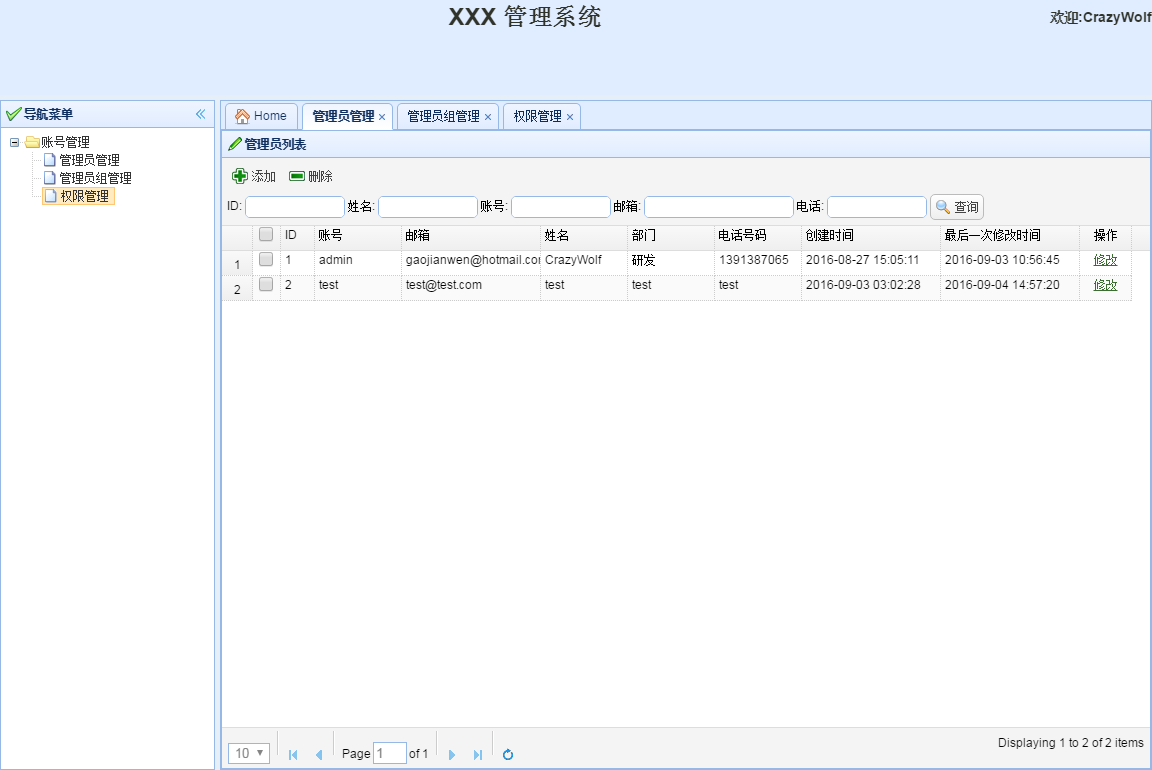 XXX 管理系统
欢迎:CrazyWolf
导航菜单
账号管理
管理员管理
管理员组管理
权限管理
Home 管理员管理 管理员组管理 权限管理
管理员列表
添加 删除
ID: 姓名: 账号: 邮箱: 电话: 查询
ID 账号 邮箱 姓名 部门 电话号码 创建时间 最后一次修改时间 操作
1 1 admin gaojianwen@hotmail.com CrazyWolf 研发 1391387065 2016-08-27 15:05:11 2016-09-03 10:56:45 修改
2 2 test test@test.com test test test 2016-09-03 03:02:28 2016-09-04 14:57:20 修改
10 Page 1 of 1 Displaying 1 to 2 of 2 items